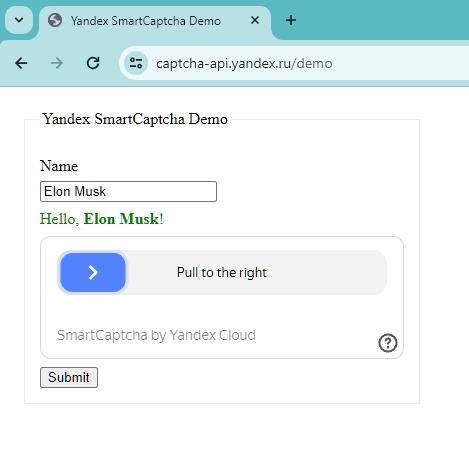 Yandex SmartCaptcha Demo
captcha-api.yandex.ru/demo
Yandex SmartCaptcha Demo
Name
Elon Musk
Hello, Elon Musk!
Pull to the right
SmartCaptcha by Yandex Cloud
Submit